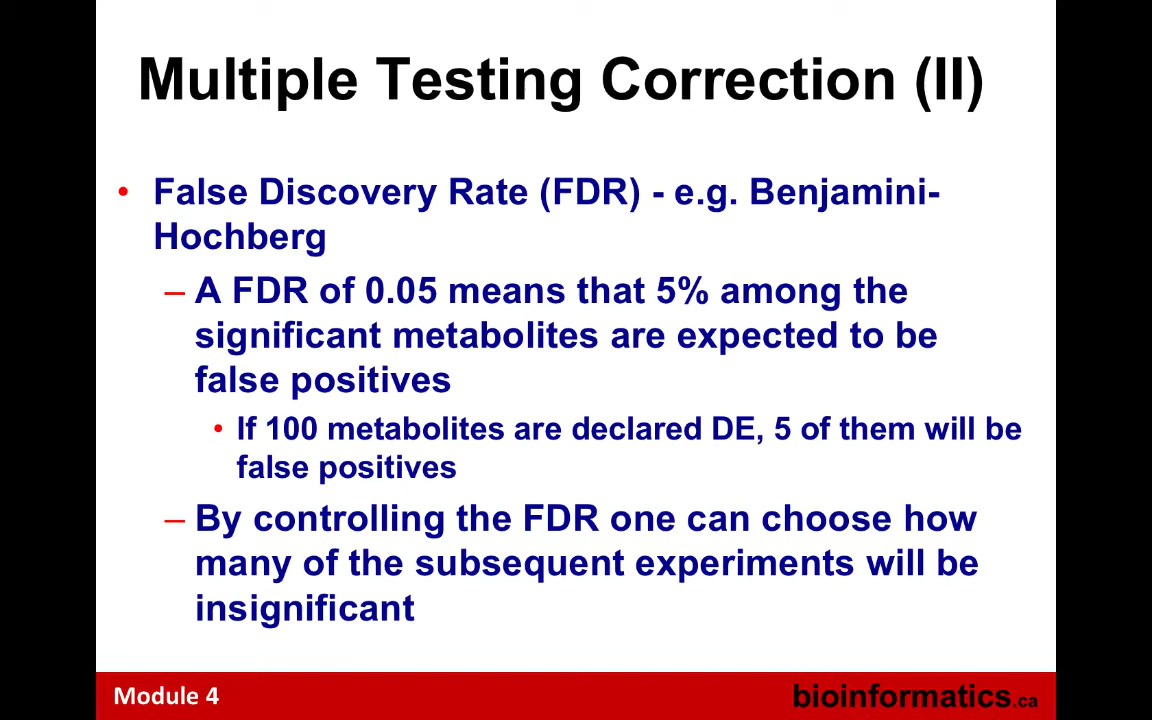 Multiple Testing Correction (II)
• False Discovery Rate (FDR) - e.g. Benjamini-
Hochberg
– A FDR of 0.05 means that 5% among the
significant metabolites are expected to be
false positives
• If 100 metabolites are declared DE, 5 of them will be
false positives
– By controlling the FDR one can choose how
many of the subsequent experiments will be
insignificant
Module 4
bioinformatics.ca